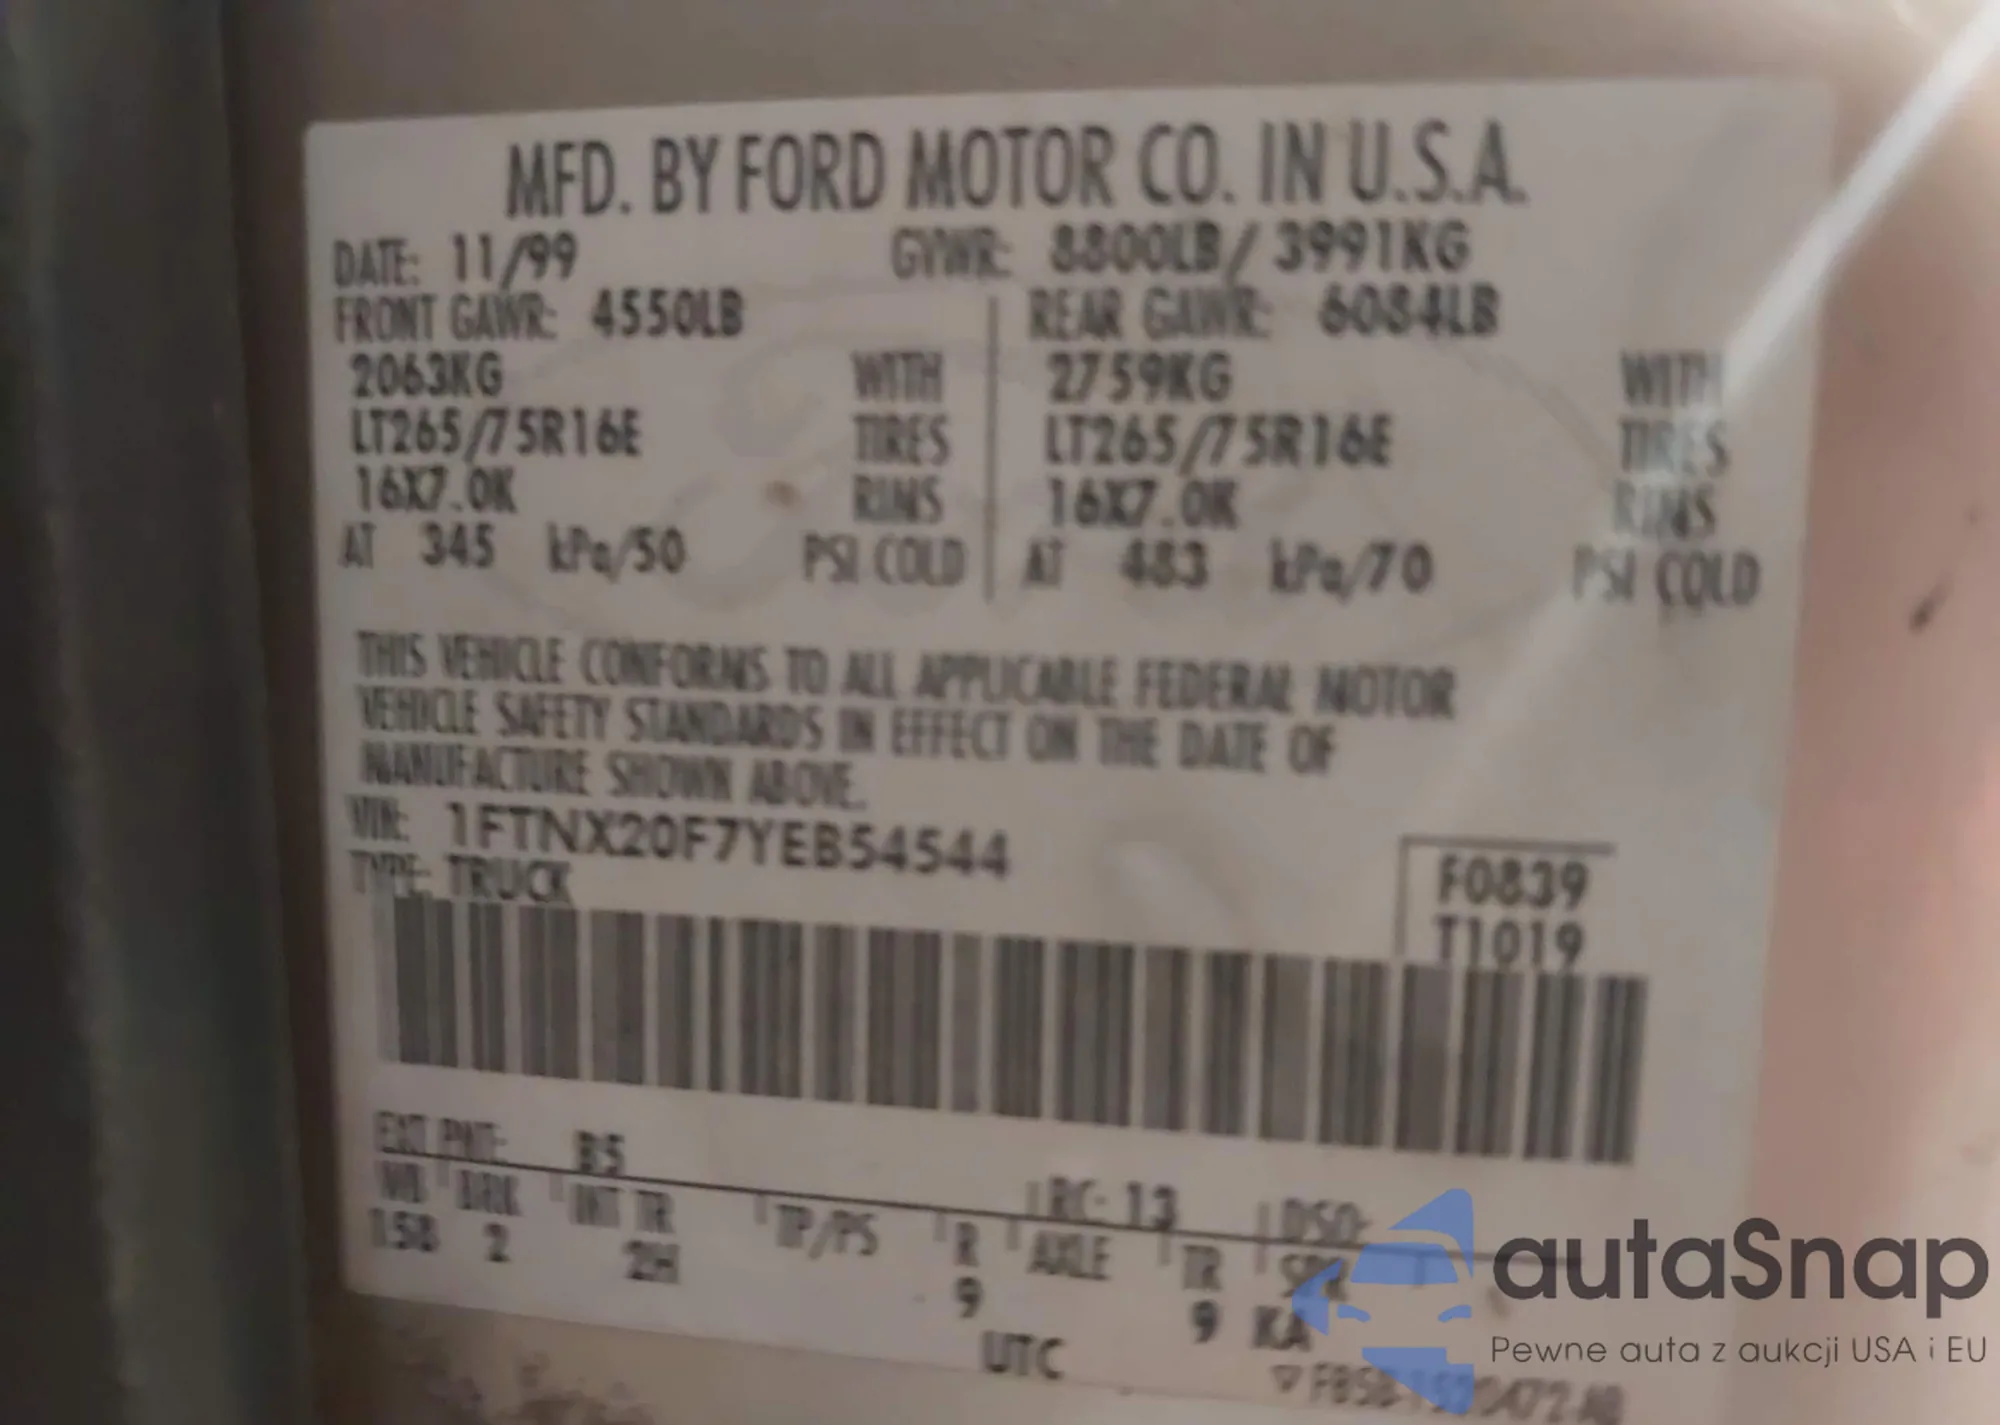 MFD. BY FORD MOTOR CO. IN U.S.A.
DATE: 11/99 GVWR: 8800LB/ 3991KG
FRONT GAWR: 4550LB REAR GAWR: 6084LB
2063KG WITH 2759KG WITH
LT265/75R16E TIRES LT265/75R16E TIRES
16X7.0K RIMS 16X7.0K RIMS
AT 345 kPa/50 PSI COLD AT 483 kPa/70 PSI COLD
THIS VEHICLE CONFORMS TO ALL APPLICABLE FEDERAL MOTOR
VEHICLE SAFETY STANDARDS IN EFFECT ON THE DATE OF
MANUFACTURE SHOWN ABOVE.
VIN: 1FTNX20F7YEB54544
TYPE: TRUCK
F0839
T1019
EXT PNT: B5 RC: 13 DSO:
WB BRK INT TR TP/PS R AXLE TR SPR
158 2 2H 9 9 KA
UTC
autaSnap
Pewne auta z aukcji USA i EU